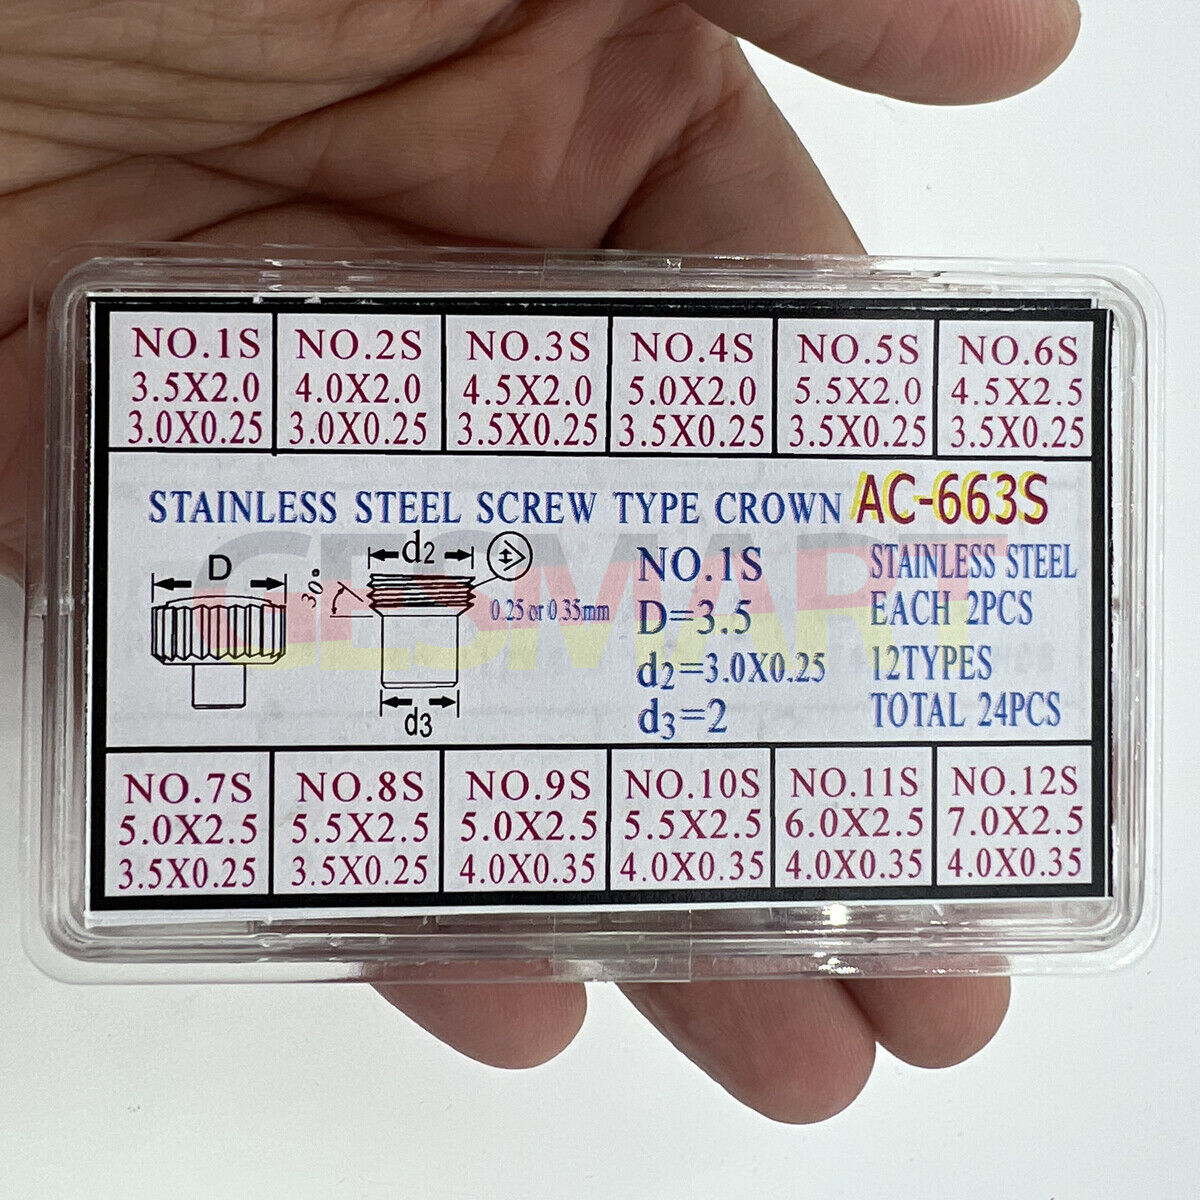 NO.1S
3.5X2.0
3.0X0.25
NO.2S
4.0X2.0
3.0X0.25
NO.3S
4.5X2.0
3.5X0.25
NO.4S
5.0X2.0
3.5X0.25
NO.5S
5.5X2.0
3.5X0.25
NO.6S
4.5X2.5
3.5X0.25
STAINLESS STEEL SCREW TYPE CROWN AC-663S
D
30°
d2
0.25 or 0.35mm
d3
NO.1S
D=3.5
d2=3.0X0.25
d3=2
STAINLESS STEEL
EACH 2PCS
12TYPES
TOTAL 24PCS
GESMART
NO.7S
5.0X2.5
3.5X0.25
NO.8S
5.5X2.5
3.5X0.25
NO.9S
5.0X2.5
4.0X0.35
NO.10S
5.5X2.5
4.0X0.35
NO.11S
6.0X2.5
4.0X0.35
NO.12S
7.0X2.5
4.0X0.35